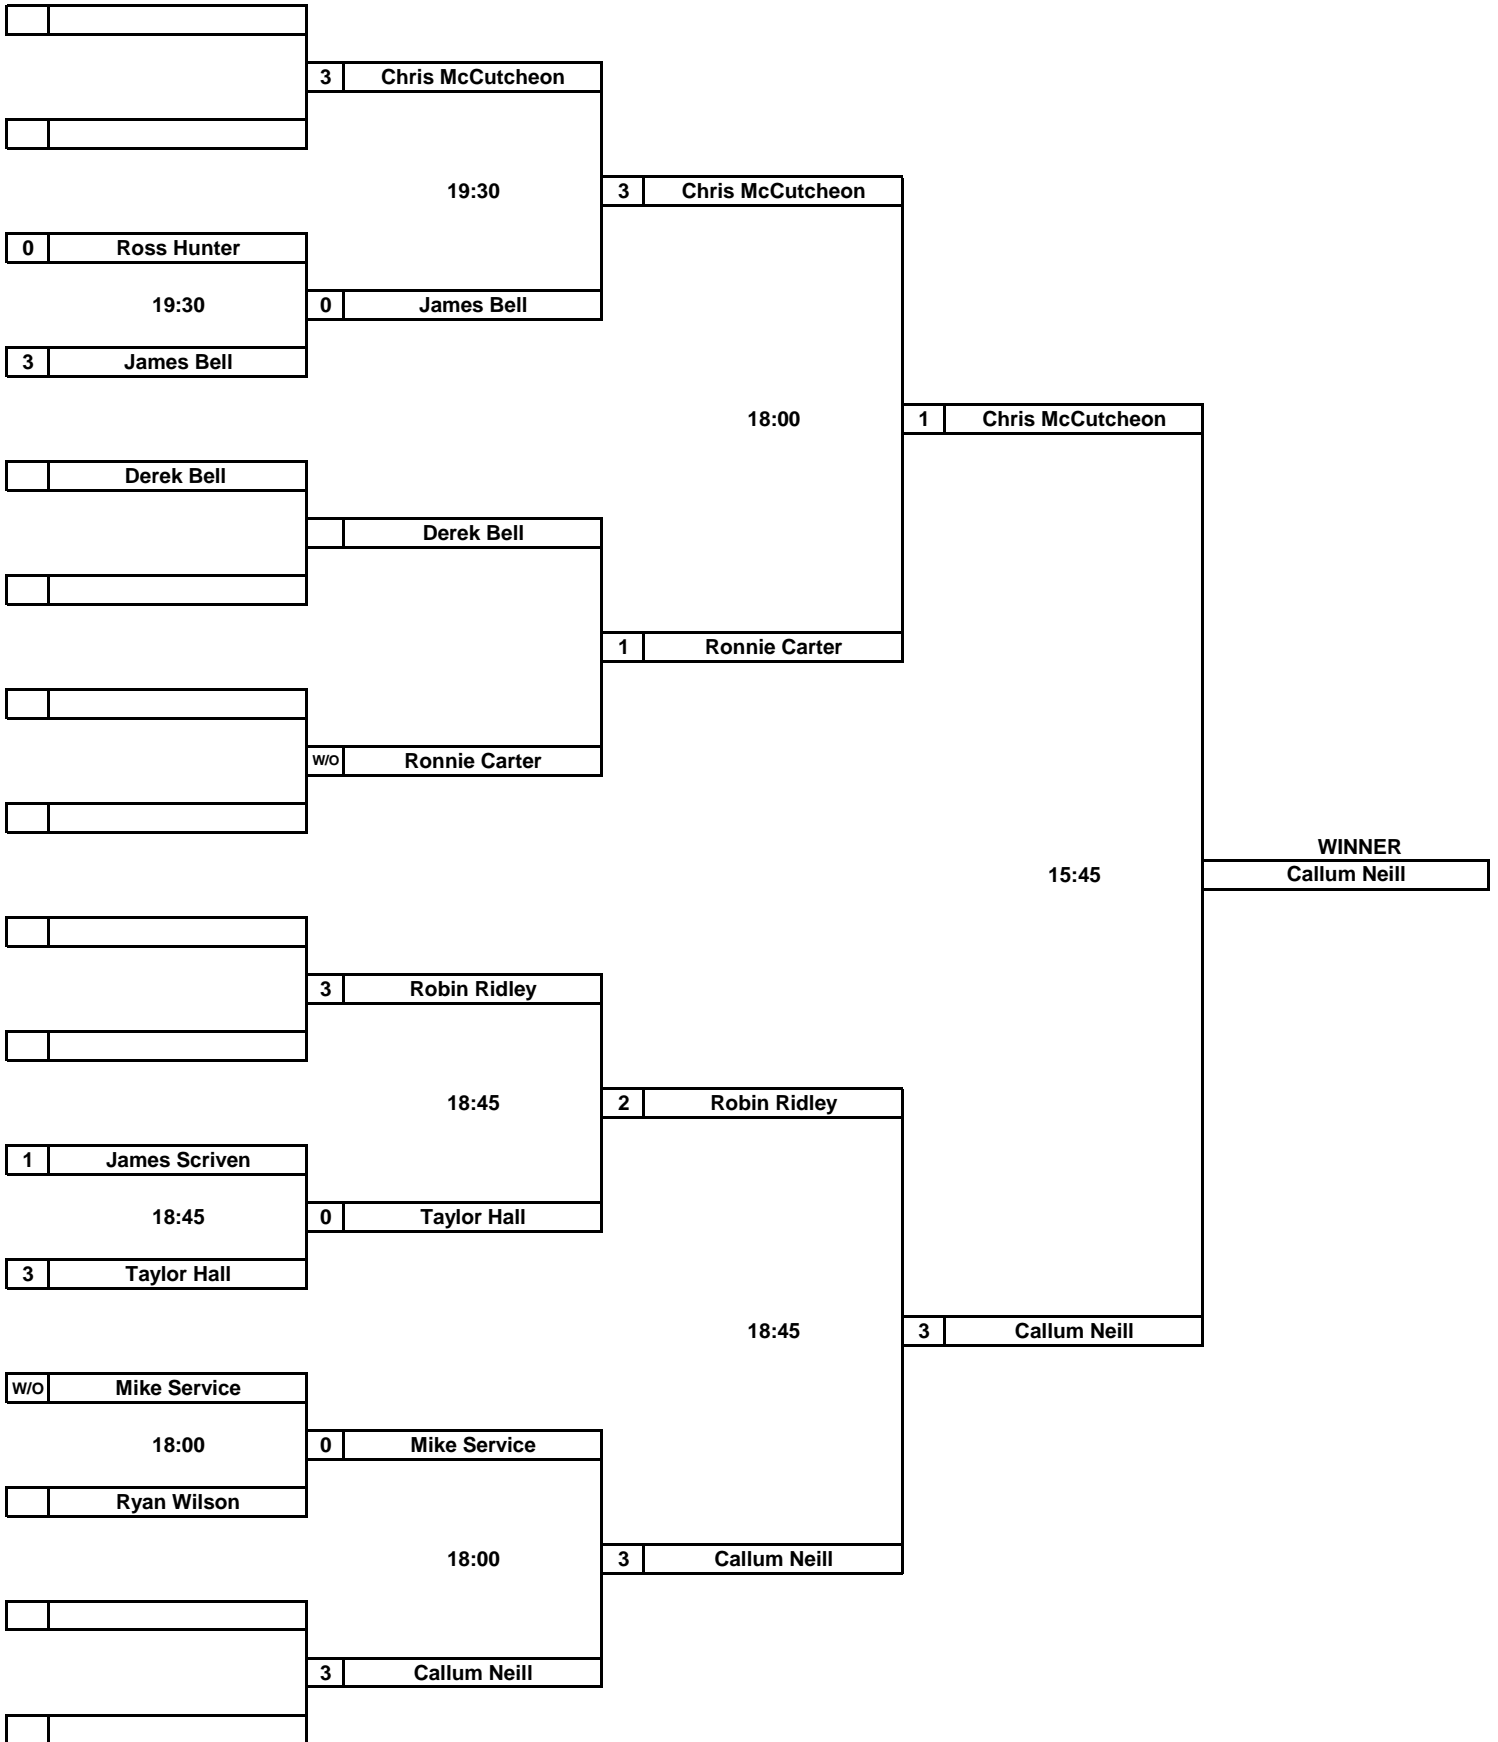 3 Chris McCutcheon
19:30 3 Chris McCutcheon
0 Ross Hunter
19:30 0 James Bell
3 James Bell
18:00 1 Chris McCutcheon
Derek Bell
Derek Bell
1 Ronnie Carter
W/O Ronnie Carter
WINNER
15:45 Callum Neill
3 Robin Ridley
18:45 2 Robin Ridley
1 James Scriven
18:45 0 Taylor Hall
3 Taylor Hall
18:45 3 Callum Neill
W/O Mike Service
18:00 0 Mike Service
Ryan Wilson
18:00 3 Callum Neill
3 Callum Neill